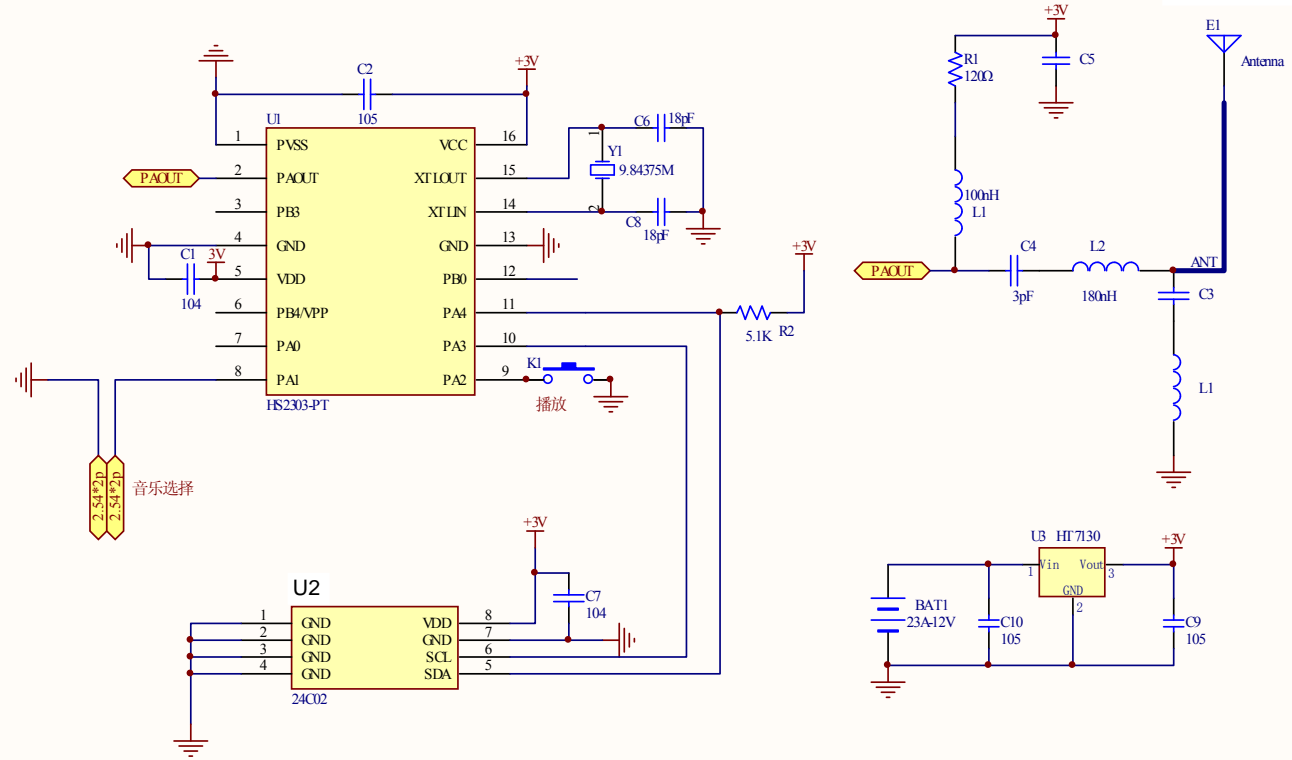 +3V
C2
105
U1
1
PVSS
VCC
16
PAOUT
2
PAOUT
XTLOUT
15
3
PB3
XTLIN
14
4
GND
GND
13
C1
3V
104
5
VDD
PB0
12
6
PB4/VPP
PA4
11
7
PA0
PA3
10
8
PA1
PA2
9
HS2303-PT
C6
18pF
1
Y1
9.84375M
2
C8
18pF
+3V
5.1K
R2
K1
播放
2.54*2p
2.54*2p
音乐选择
+3V
U2
C7
104
1
GND
VDD
8
2
GND
GND
7
3
GND
SCL
6
4
GND
SDA
5
24C02
+3V
R1
120Ω
C5
E1
Antenna
100nH
L1
PAOUT
C4
3pF
L2
180nH
ANT
C3
L1
U3
HT7130
+3V
Vin
Vout
1
3
GND
2
BAT1
23A-12V
C10
105
C9
105